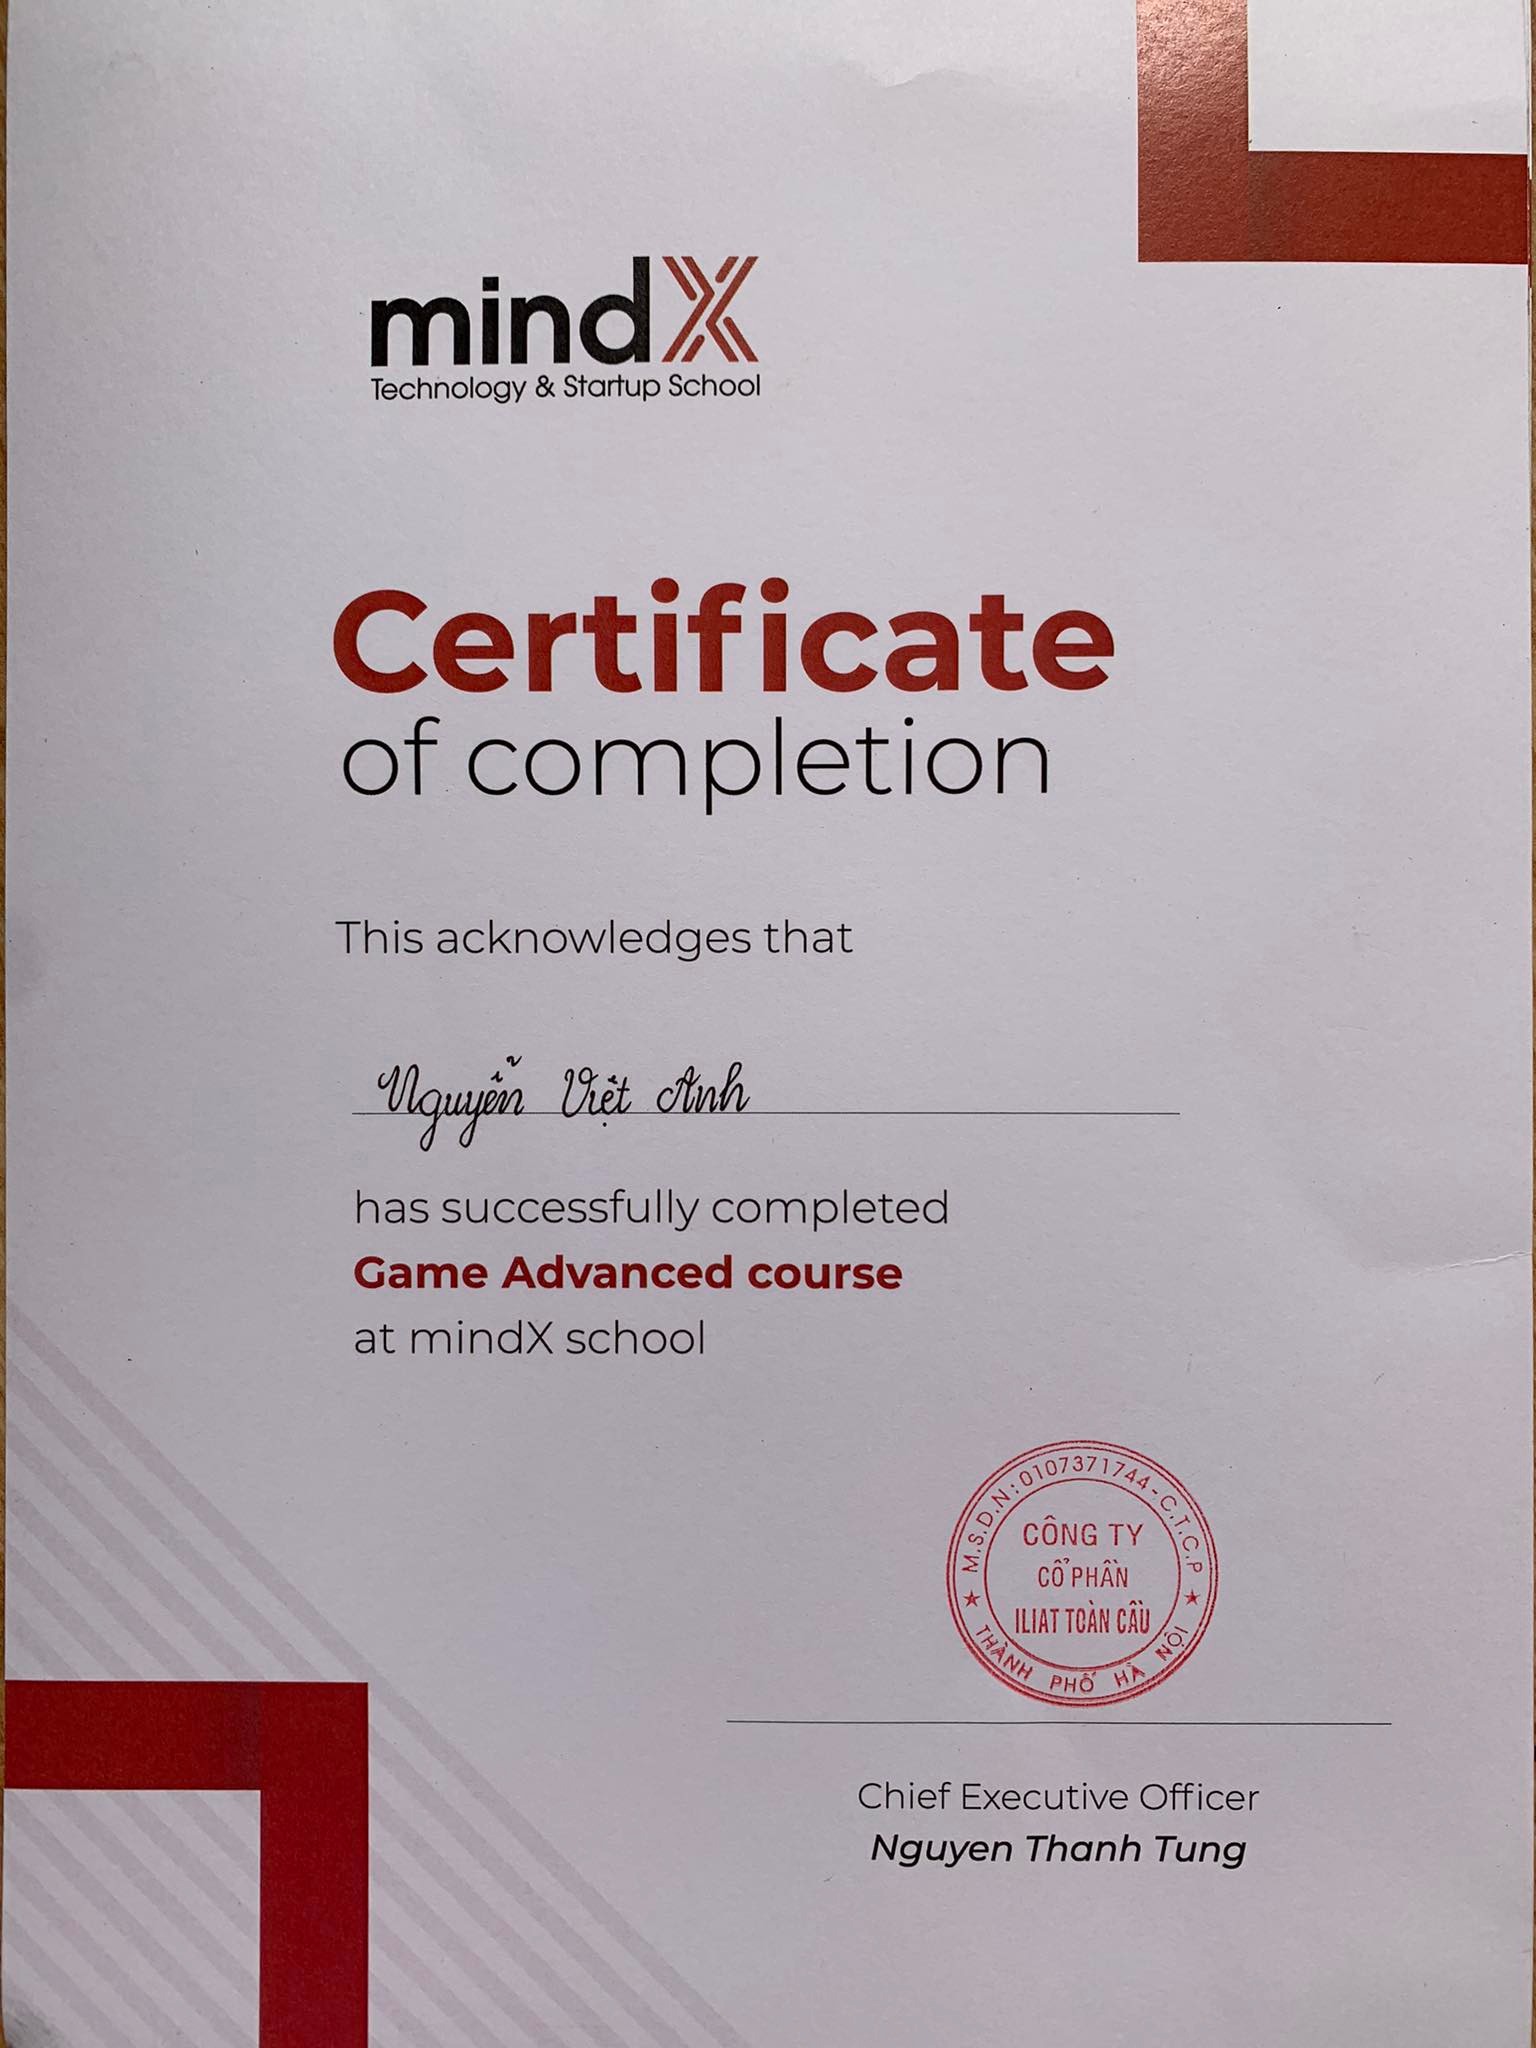 mindX
Technology & Startup School
Certificate
of completion
This acknowledges that
Nguyễn Việt Anh
has successfully completed
Game Advanced course
at mindX school
M.S.D.N: 0107371744-C.T.C.P
CÔNG TY
CỔ PHẦN
ILIAT TOÀN CẦU
★ THÀNH PHỐ HÀ NỘI ★
Chief Executive Officer
Nguyen Thanh Tung